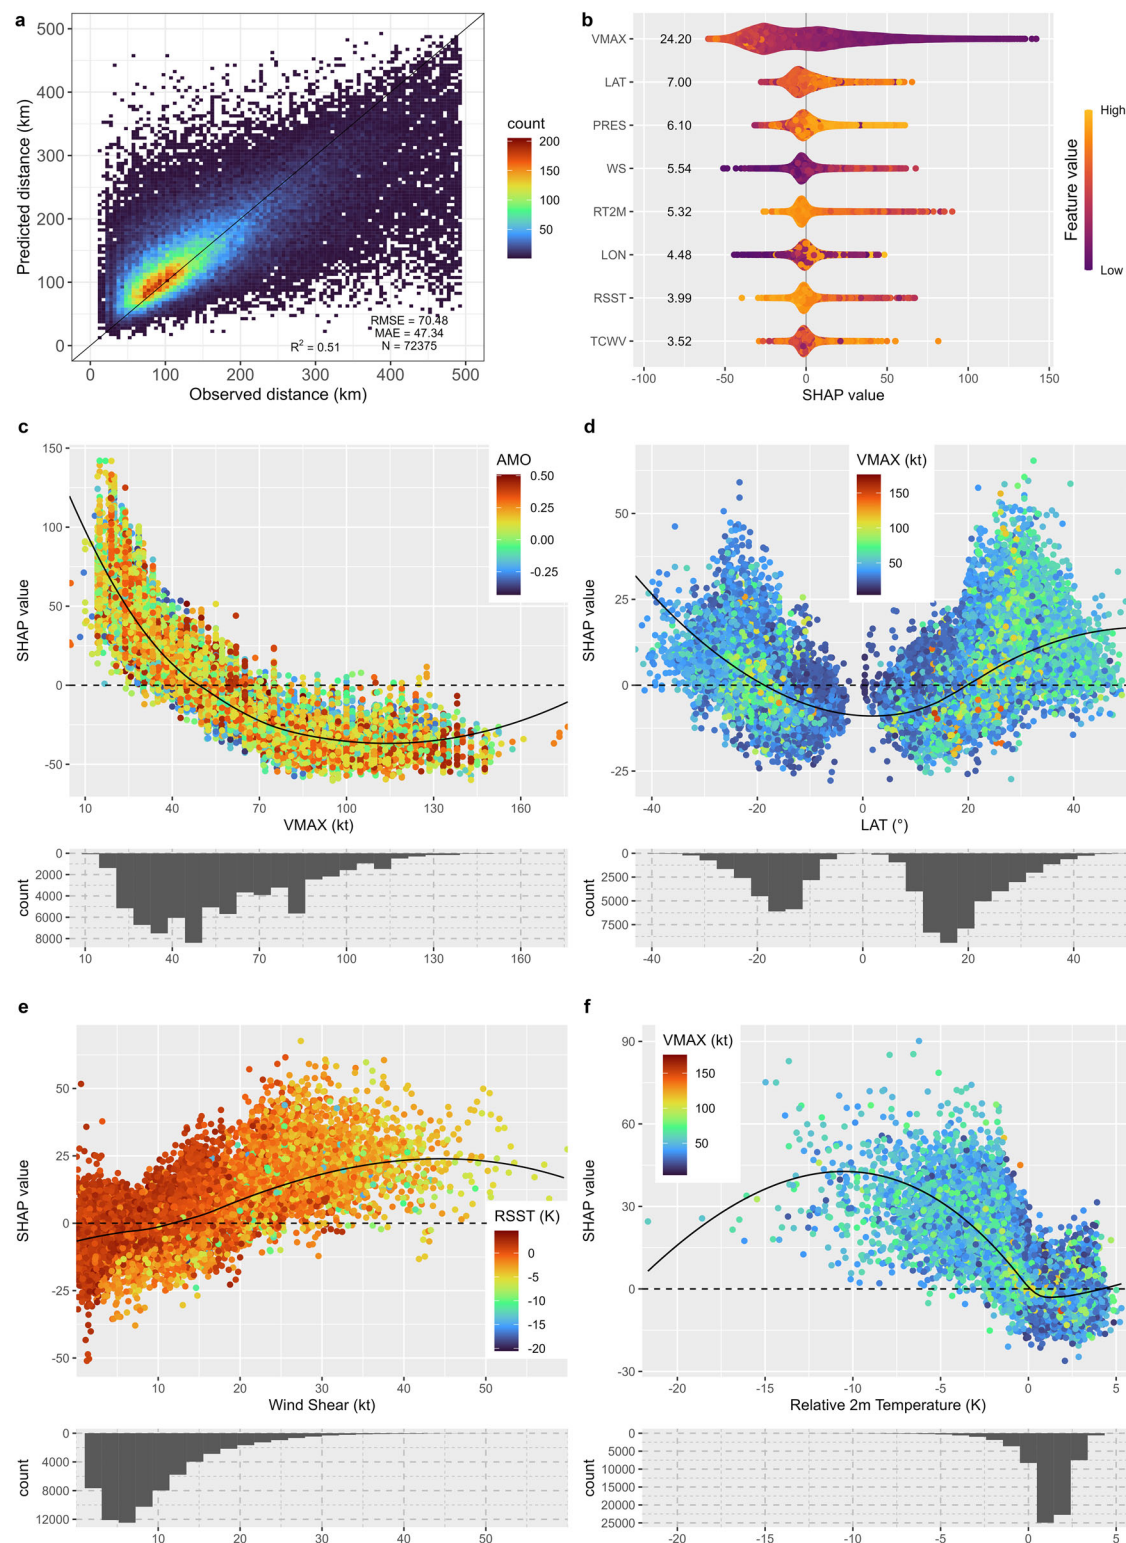 a
500
400
300
200
100
0
Predicted distance (km)
0 100 200 300 400 500
Observed distance (km)
RMSE = 70.48
MAE = 47.34
R² = 0.51 N = 72375
count
200
150
100
50
b
VMAX 24.20
LAT 7.00
PRES 6.10
WS 5.54
RT2M 5.32
LON 4.48
RSST 3.99
TCWV 3.52
-100 -50 0 50 100 150
SHAP value
Feature value
High
Low
c
150
100
50
0
-50
SHAP value
10 40 70 100 130 160
VMAX (kt)
AMO
0.50
0.25
0.00
-0.25
0
2000
4000
6000
8000
count
10 40 70 100 130 160
d
50
25
0
-25
SHAP value
-40 -20 0 20 40
LAT (°)
VMAX (kt)
150
100
50
0
2500
5000
7500
count
-40 -20 0 20 40
e
50
25
0
-25
-50
SHAP value
10 20 30 40 50
Wind Shear (kt)
RSST (K)
0
-5
-10
-15
-20
0
4000
8000
12000
count
10 20 30 40 50
f
90
60
30
0
-30
SHAP value
-20 -15 -10 -5 0 5
Relative 2m Temperature (K)
VMAX (kt)
150
100
50
0
5000
10000
15000
20000
25000
count
-20 -15 -10 -5 0 5